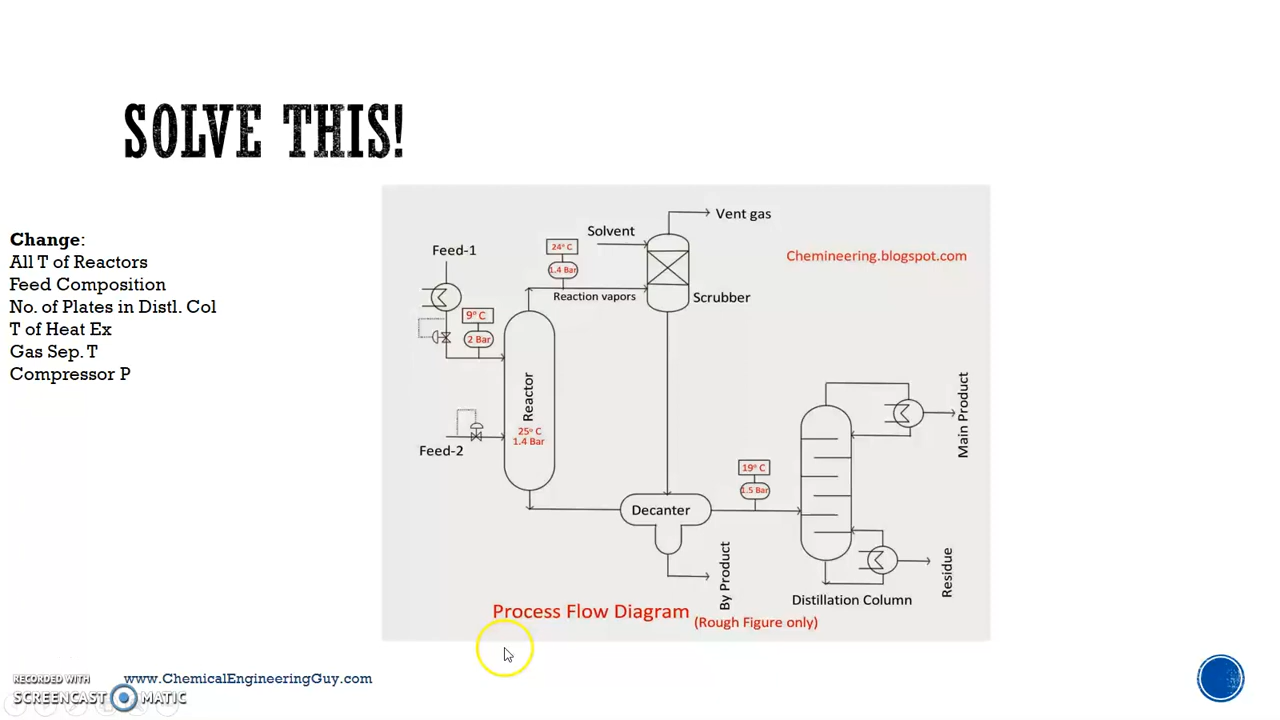 SOLVE THIS!
Change:
All T of Reactors
Feed Composition
No. of Plates in Distl. Col
T of Heat Ex
Gas Sep. T
Compressor P
Vent gas
Solvent
24° C
Feed-1
Chemineering.blogspot.com
1.4 Bar
Reaction vapors
Scrubber
9° C
2 Bar
Reactor
25° C
1.4 Bar
Feed-2
Main Product
19° C
1.5 Bar
Decanter
By Product
Residue
Distillation Column
Process Flow Diagram
(Rough Figure only)
www.ChemicalEngineeringGuy.com
RECORDED WITH
SCREENCAST MATIC